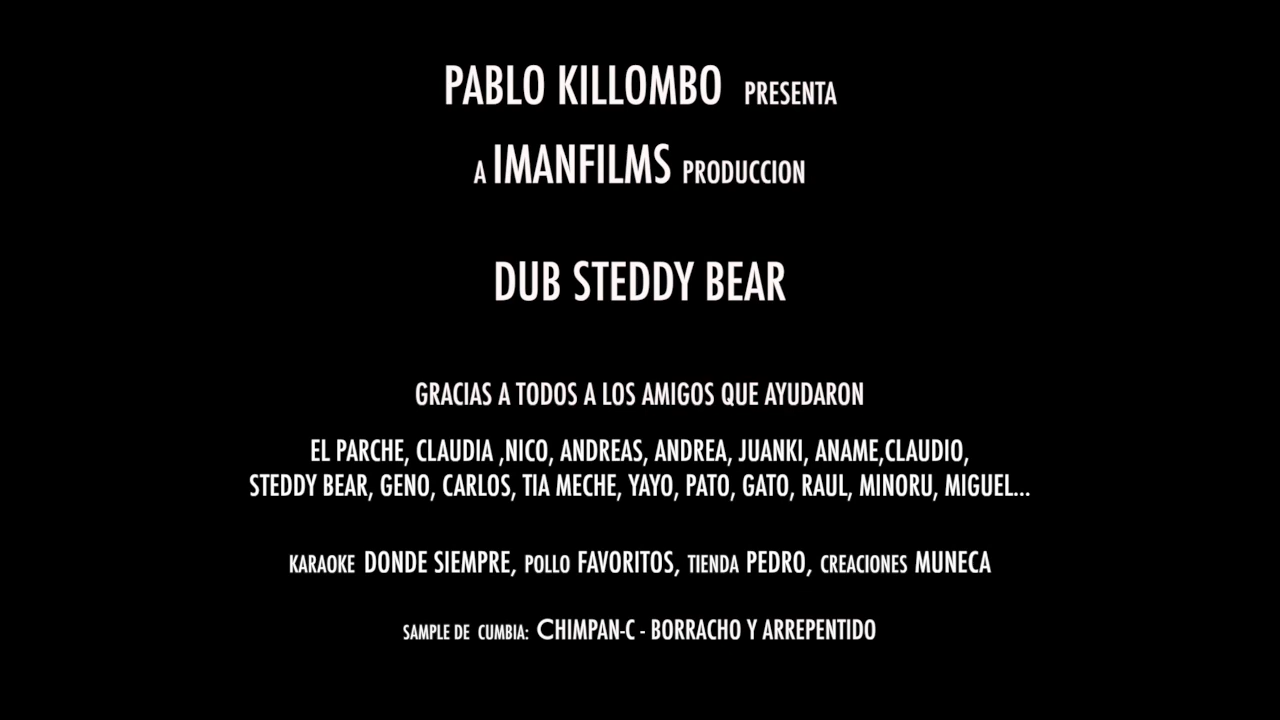 PABLO KILLOMBO PRESENTA
A IMANFILMS PRODUCCION
DUB STEDDY BEAR
GRACIAS A TODOS A LOS AMIGOS QUE AYUDARON
EL PARCHE, CLAUDIA ,NICO, ANDREAS, ANDREA, JUANKI, ANAME,CLAUDIO,
STEDDY BEAR, GENO, CARLOS, TIA MECHE, YAYO, PATO, GATO, RAUL, MINORU, MIGUEL...
KARAOKE DONDE SIEMPRE, POLLO FAVORITOS, TIENDA PEDRO, CREACIONES MUNECA
SAMPLE DE CUMBIA: CHIMPAN-C - BORRACHO Y ARREPENTIDO